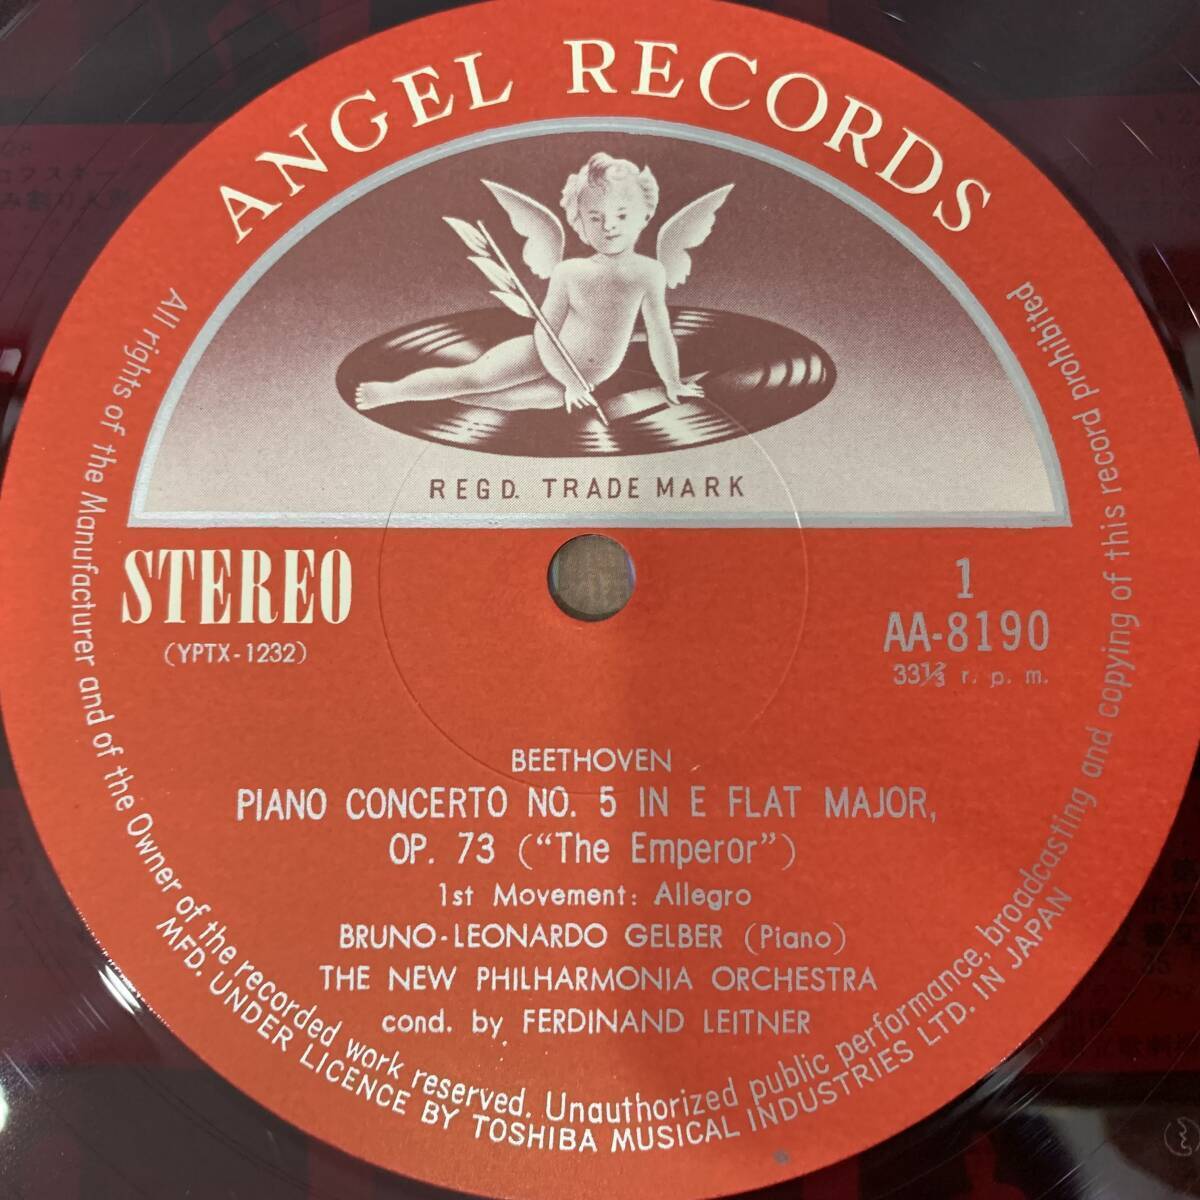 ANGEL RECORDS
REGD. TRADE MARK
STEREO
(YPTX-1232)
1
AA-8190
33⅓ r. p. m.
BEETHOVEN
PIANO CONCERTO NO. 5 IN E FLAT MAJOR,
OP. 73 ("The Emperor")
1st Movement: Allegro
BRUNO-LEONARDO GELBER (Piano)
THE NEW PHILHARMONIA ORCHESTRA
cond. by FERDINAND LEITNER
All rights of the Manufacturer and of the Owner of the recorded work reserved. Unauthorized public performance, broadcasting and copying of this record prohibited
MFD. UNDER LICENCE BY TOSHIBA MUSICAL INDUSTRIES LTD. IN JAPAN